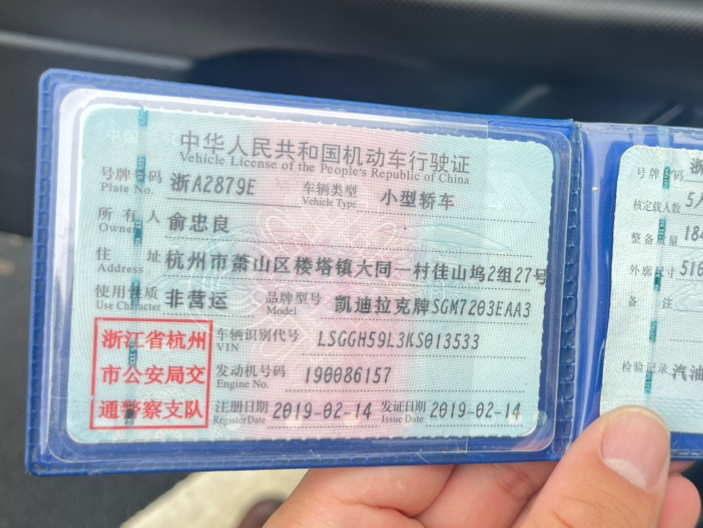 中华人民共和国机动车行驶证
Vehicle License of the People's Republic of China
号牌号码 浙A2879E 车辆类型 小型轿车
Plate No. Vehicle Type
所有人 俞忠良
Owner
住址 杭州市萧山区楼塔镇大同一村佳山坞2组27号
Address
使用性质 非营运 品牌型号 凯迪拉克牌SGM7203EAA3
Use Character Model
浙江省杭州
市公安局交
通警察支队
车辆识别代号 LSGGH59L3KS013533
VIN
发动机号码 190086157
Engine No.
注册日期 2019-02-14 发证日期 2019-02-14
Register Date Issue Date
号牌号码 浙
核定载人数 5人
整备质量 184
外廓尺寸 516
备注
检验记录 汽油